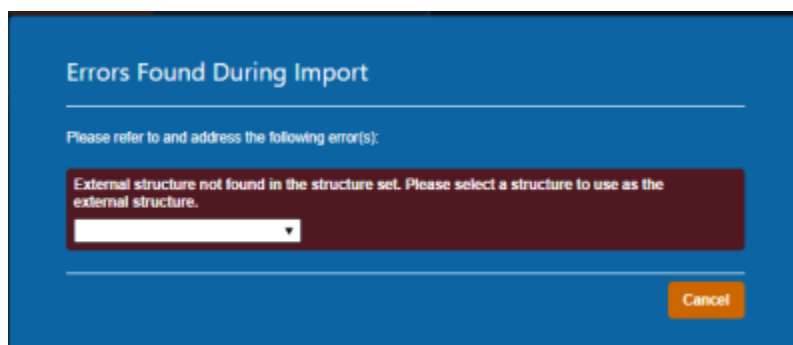 Errors Found During Import
Please refer to and address the following error(s):
External structure not found in the structure set. Please select a structure to use as the
external structure.
Cancel